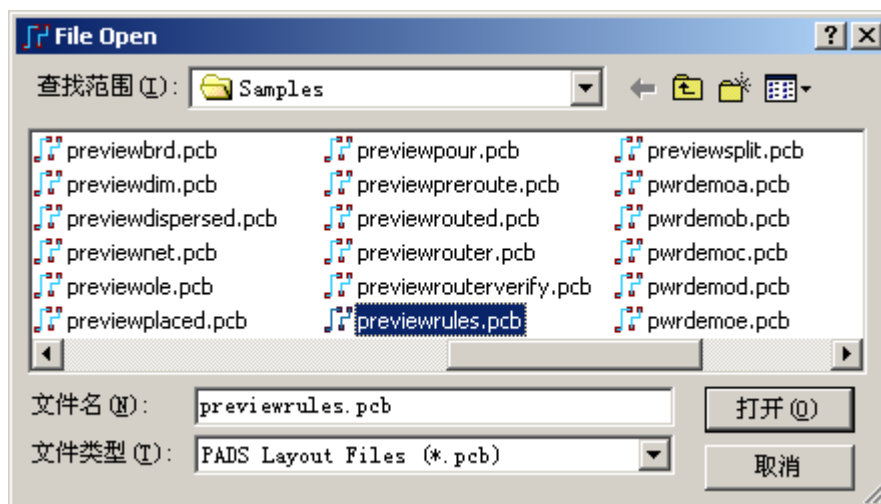 File Open
查找范围(I): Samples
previewbrd.pcb previewpour.pcb previewsplit.pcb
previewdim.pcb previewpreroute.pcb pwrdemoa.pcb
previewdispersed.pcb previewrouted.pcb pwrdemob.pcb
previewnet.pcb previewrouter.pcb pwrdemoc.pcb
previewole.pcb previewrouterverify.pcb pwrdemod.pcb
previewplaced.pcb previewrules.pcb pwrdemoe.pcb
文件名(N): previewrules.pcb 打开(O)
文件类型(T): PADS Layout Files (*.pcb) 取消